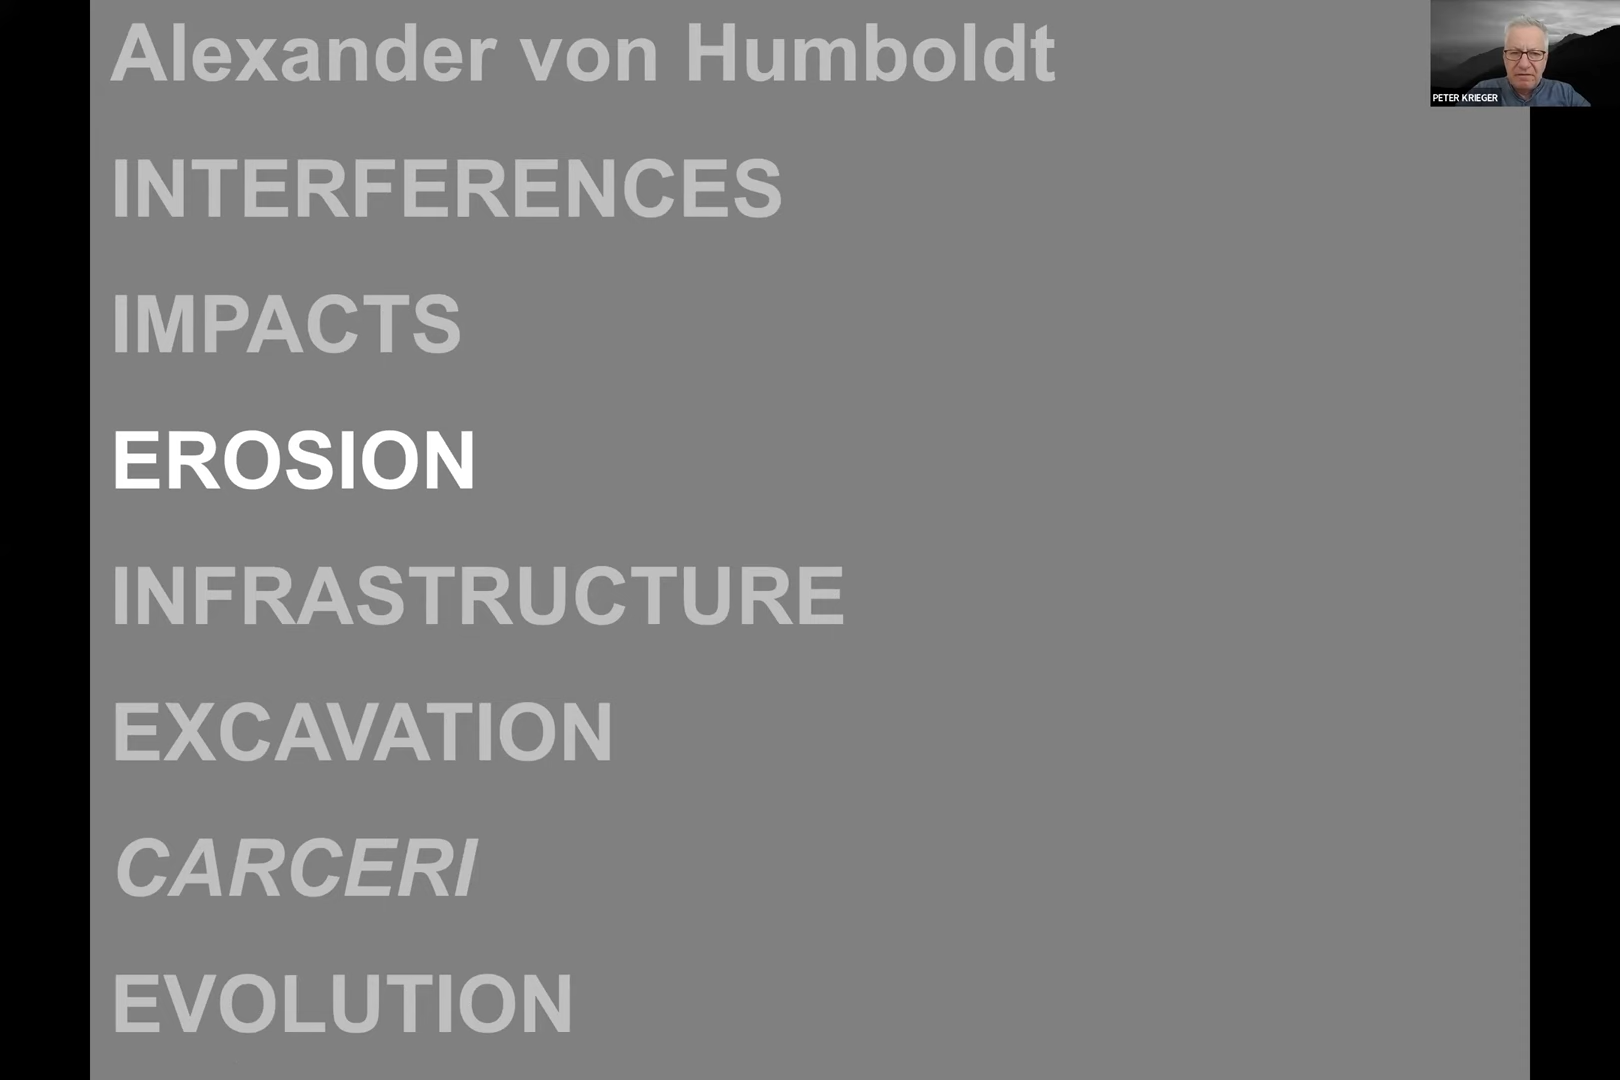 Alexander von Humboldt
PETER KRIEGER
INTERFERENCES
IMPACTS
EROSION
INFRASTRUCTURE
EXCAVATION
CARCERI
EVOLUTION